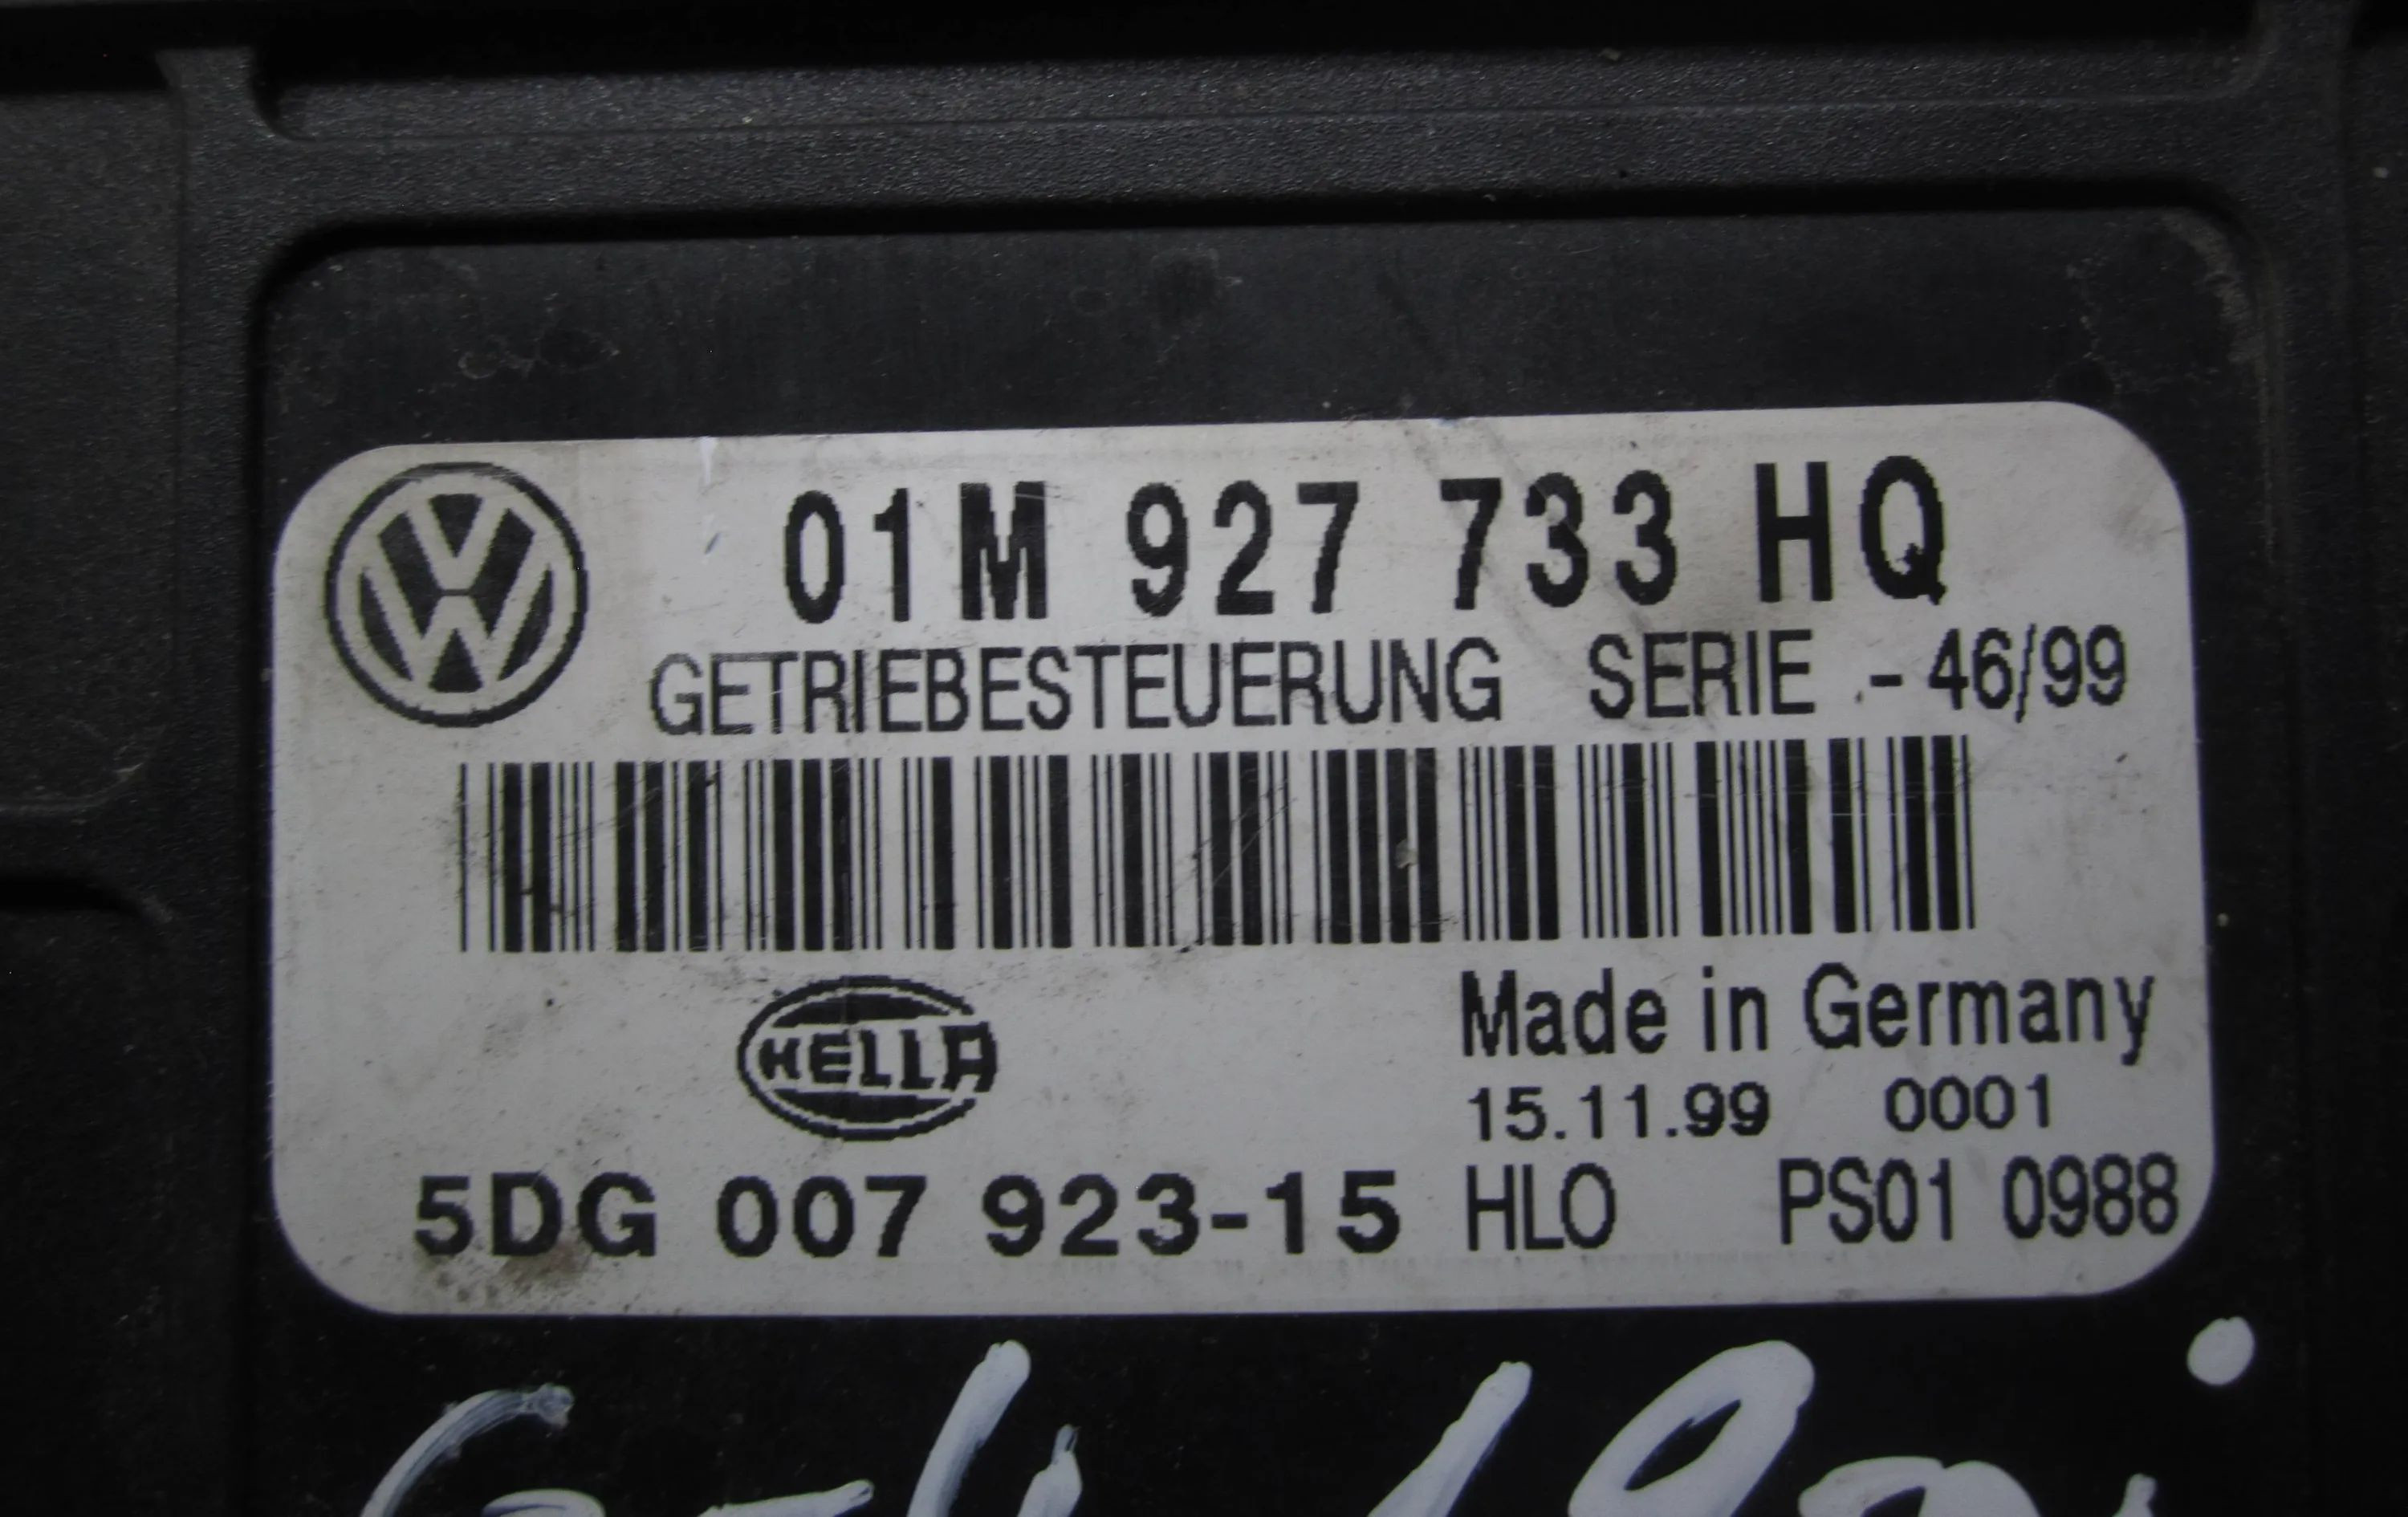 01M 927 733 HQ
GETRIEBESTEUERUNG SERIE - 46/99
HELLA
Made in Germany
15.11.99 0001
5DG 007 923-15 HLO PS01 0988